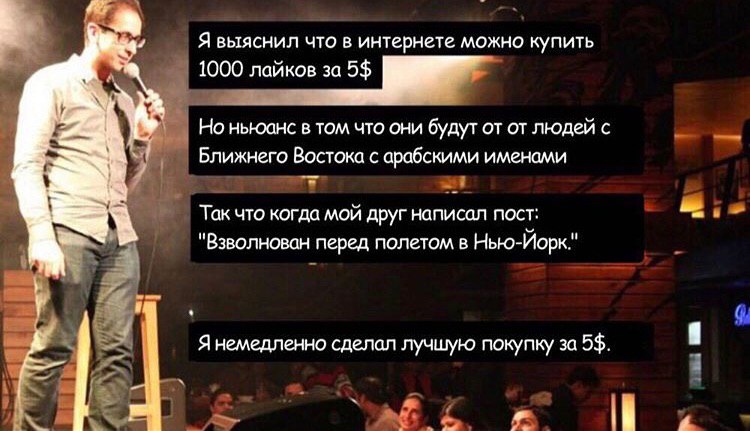 Я выяснил что в интернете можно купить
1000 лайков за 5$
Но ньюанс в том что они будут от от людей с
Ближнего Востока с арабскими именами
Так что когда мой друг написал пост:
"Взволнован перед полетом в Нью-Йорк."
Я немедленно сделал лучшую покупку за 5$.